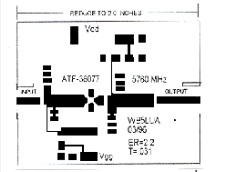 REDUCE TO 2.0 INCHES
Vdd
ATF-36077
5760 MHz
INPUT
OUTPUT
W85LUA
03/96
ER=2.2
T=.031
Vgg